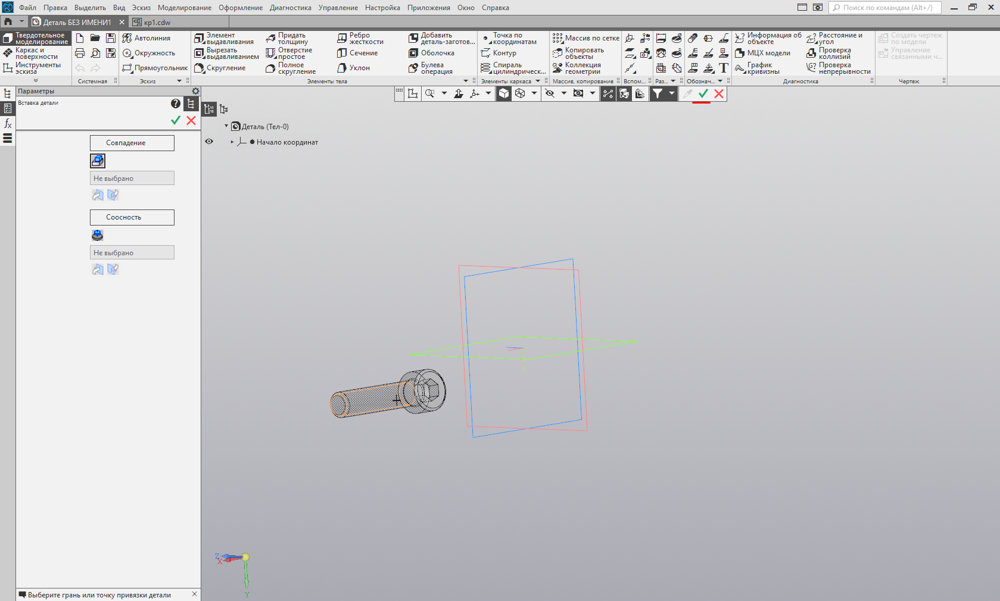 Файл Правка Выделить Вид Эскиз Моделирование Оформление Диагностика Управление Настройка Приложения Окно Справка
Поиск по командам (Alt+/)
Деталь БЕЗ ИМЕНИ1
кр1.cdw
Твердотельное моделирование
Каркас и поверхности
Инструменты эскиза
Системная
Автолиния
Окружность
Прямоугольник
Эскиз
Элемент выдавливания
Вырезать выдавливанием
Скругление
Придать толщину
Отверстие простое
Полное скругление
Ребро жесткости
Сечение
Уклон
Добавить деталь-заготов...
Оболочка
Булева операция
Элементы тела
Точка по координатам
Контур
Спираль цилиндрическ...
Элементы каркаса
Массив по сетке
Копировать объекты
Коллекция геометрии
Массив, копирование
Вспом...
Раз...
Обознач...
Информация об объекте
МЦХ модели
График кривизны
Расстояние и угол
Проверка коллизий
Проверка непрерывности
Диагностика
Создать чертеж по модели
Управление связанными ч...
Чертеж
Параметры
Вставка детали
Совпадение
Не выбрано
Соосность
Не выбрано
Деталь (Тел-0)
Начало координат
Z
X
Y
Выберите грань или точку привязки детали